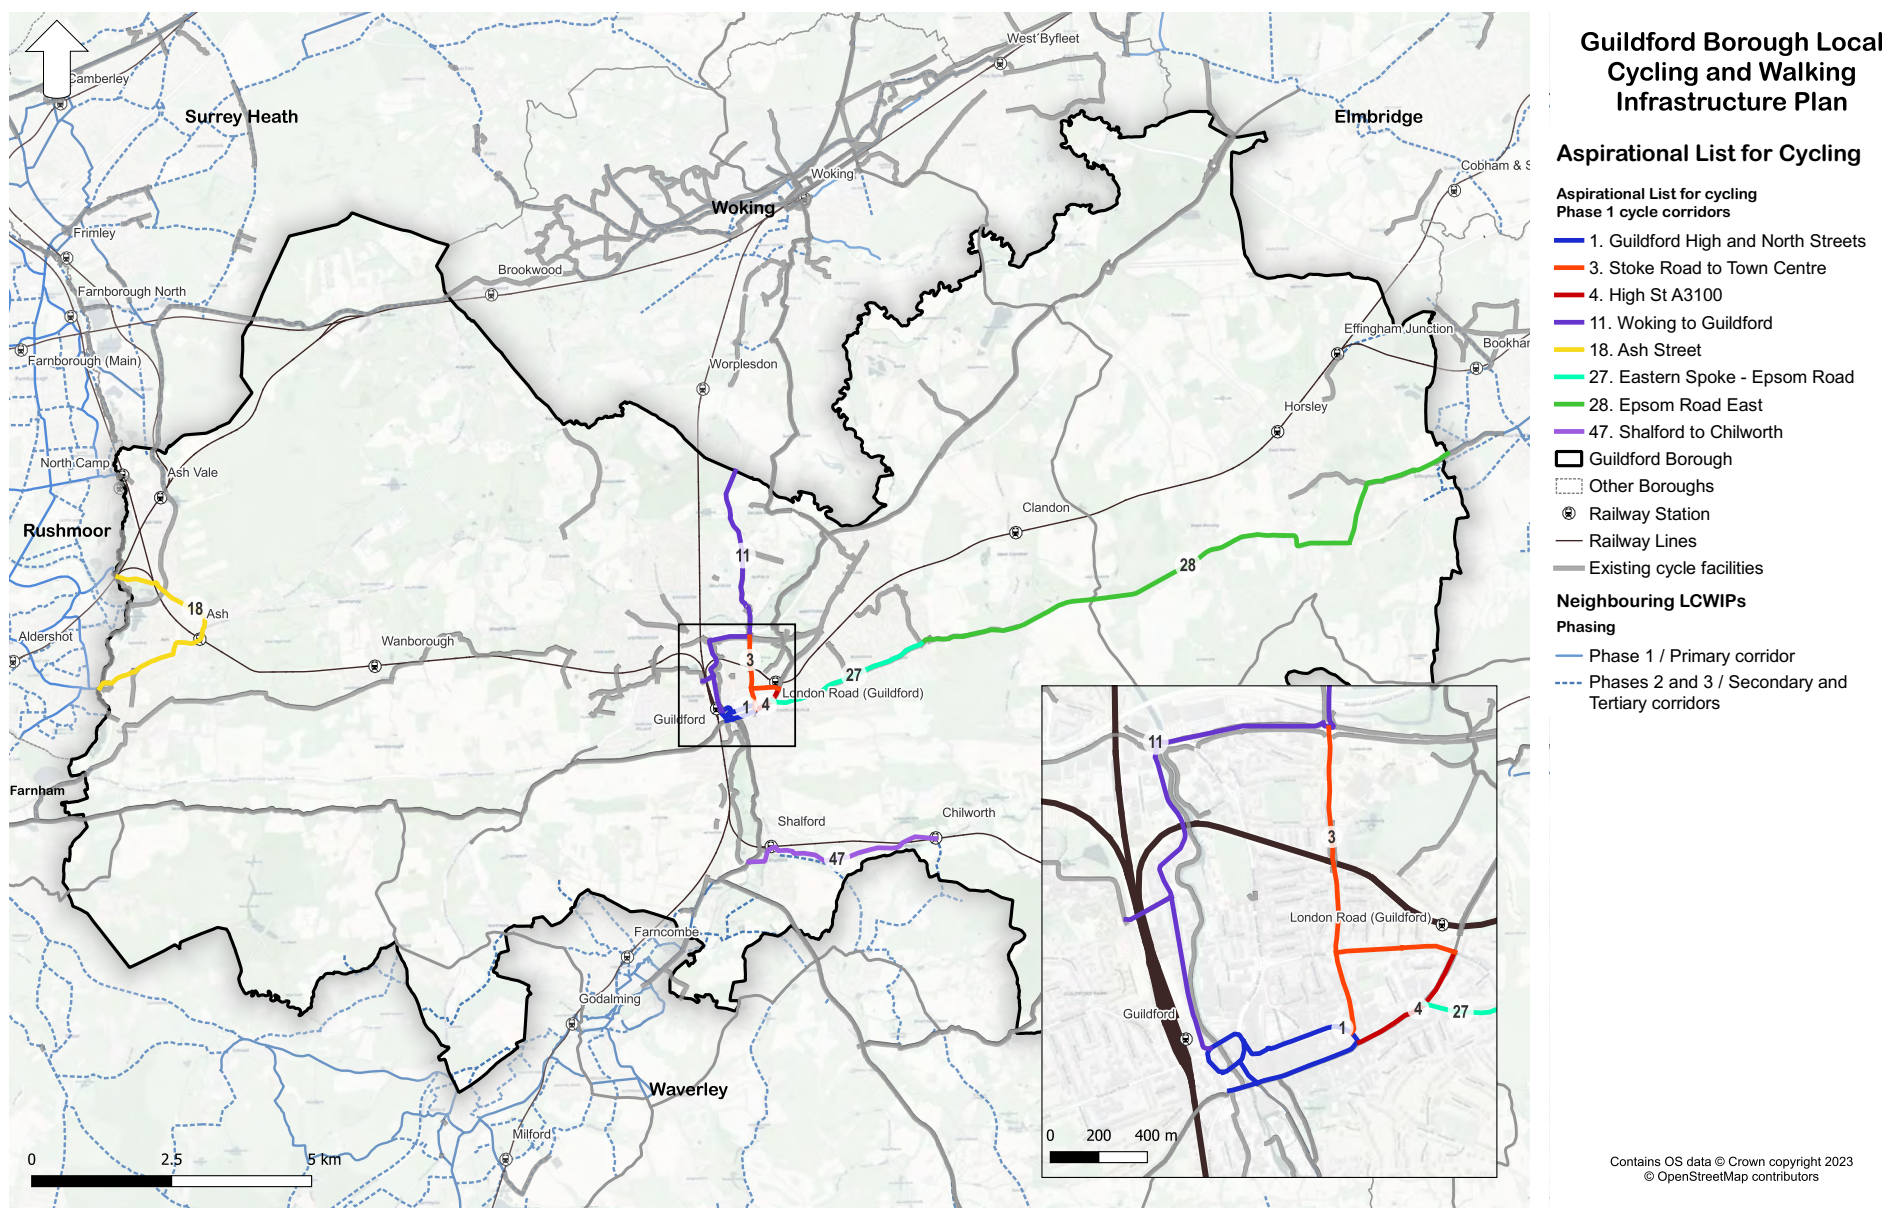 Guildford Borough Local
Cycling and Walking
Infrastructure Plan
Aspirational List for Cycling
Aspirational List for cycling
Phase 1 cycle corridors
1. Guildford High and North Streets
3. Stoke Road to Town Centre
4. High St A3100
11. Woking to Guildford
18. Ash Street
27. Eastern Spoke - Epsom Road
28. Epsom Road East
47. Shalford to Chilworth
Guildford Borough
Other Boroughs
Railway Station
Railway Lines
Existing cycle facilities
Neighbouring LCWIPs
Phasing
Phase 1 / Primary corridor
Phases 2 and 3 / Secondary and
Tertiary corridors
Contains OS data © Crown copyright 2023
© OpenStreetMap contributors
West Byfleet
Camberley
Surrey Heath
Elmbridge
Cobham & S
Woking
Woking
Frimley
Brookwood
Farnborough North
Effingham Junction
Bookhar
Farnborough (Main)
Worplesdon
Horsley
North Camp
Ash Vale
Clandon
Rushmoor
11
28
18
Ash
Aldershot
Wanborough
3
27
London Road (Guildford)
1
4
Guildford
Farnham
Shalford
Chilworth
47
Farncombe
Godalming
Waverley
Milford
0
2.5
5 km
11
3
London Road (Guildford)
Guildford
4
27
1
0
200
400 m